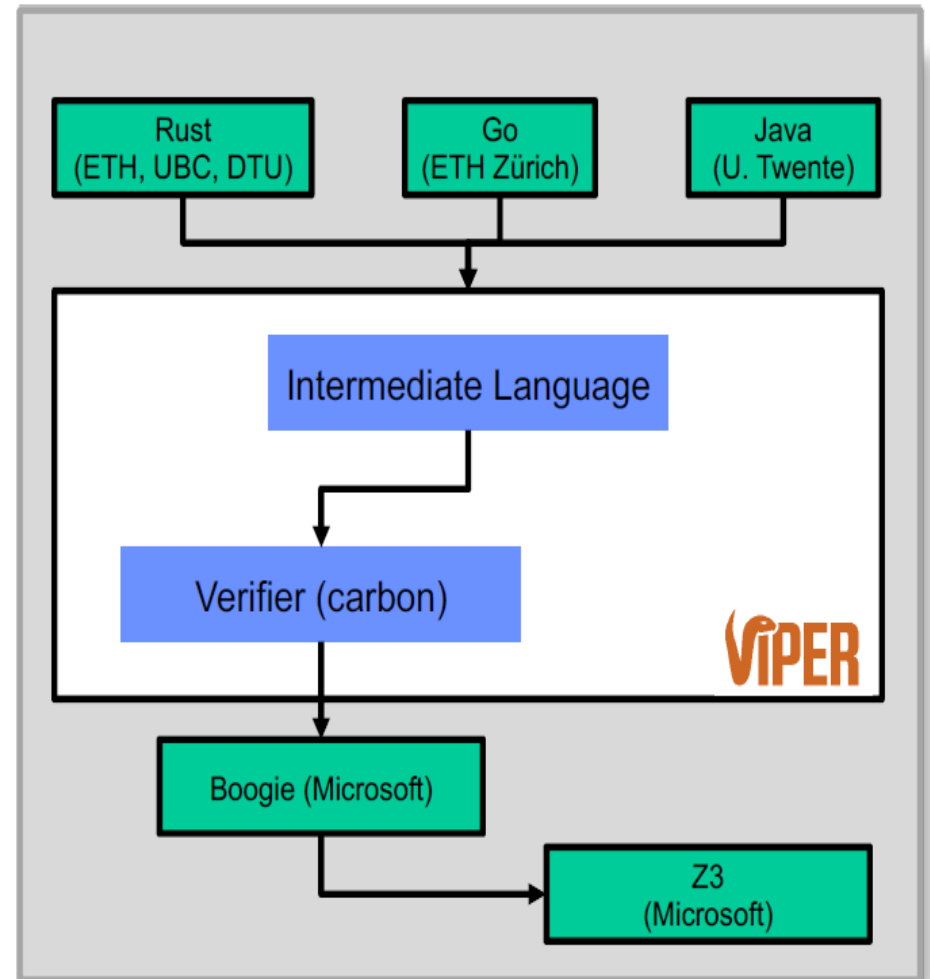 Rust
(ETH, UBC, DTU)
Go
(ETH Zürich)
Java
(U. Twente)
Intermediate Language
Verifier (carbon)
VIPER
Boogie (Microsoft)
Z3
(Microsoft)